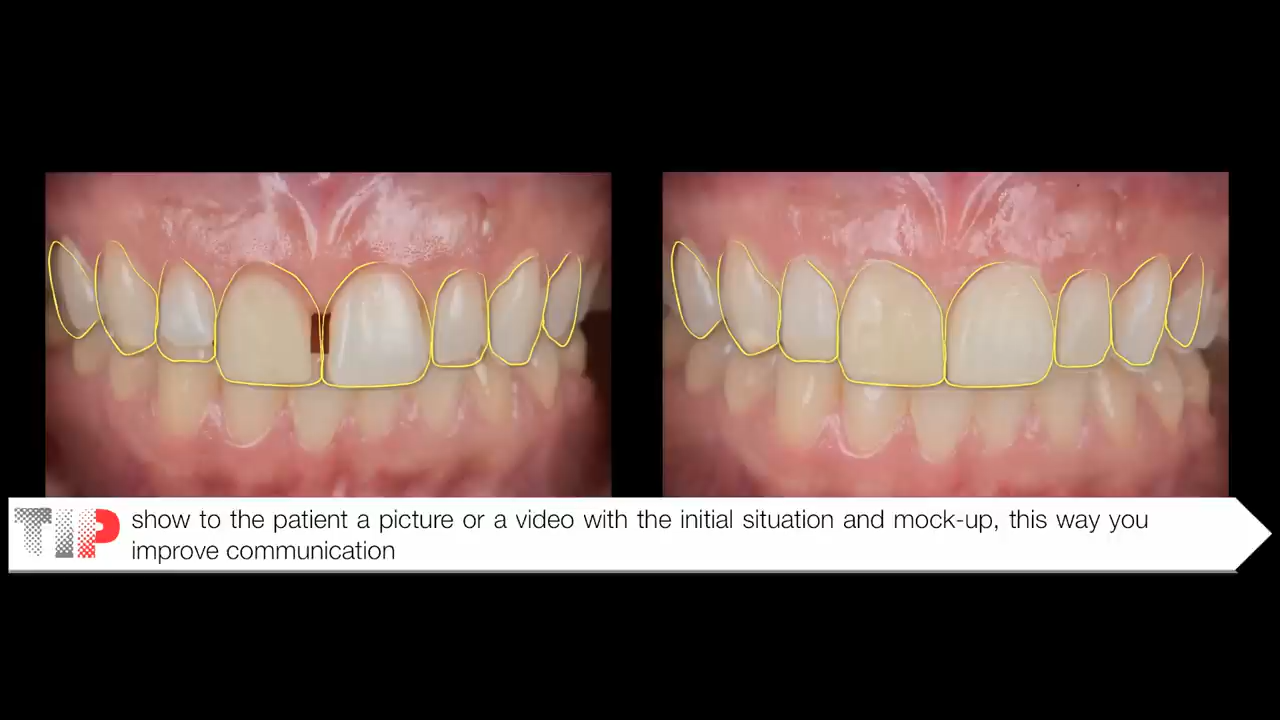 TIP show to the patient a picture or a video with the initial situation and mock-up, this way you
improve communication